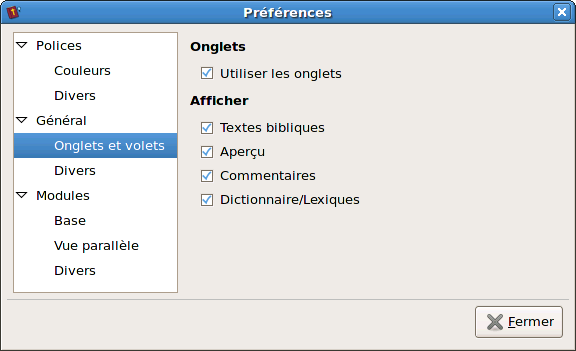 Préférences
Polices
Couleurs
Divers
Général
Onglets et volets
Divers
Modules
Base
Vue parallèle
Divers
Onglets
Utiliser les onglets
Afficher
Textes bibliques
Aperçu
Commentaires
Dictionnaire/Lexiques
Fermer